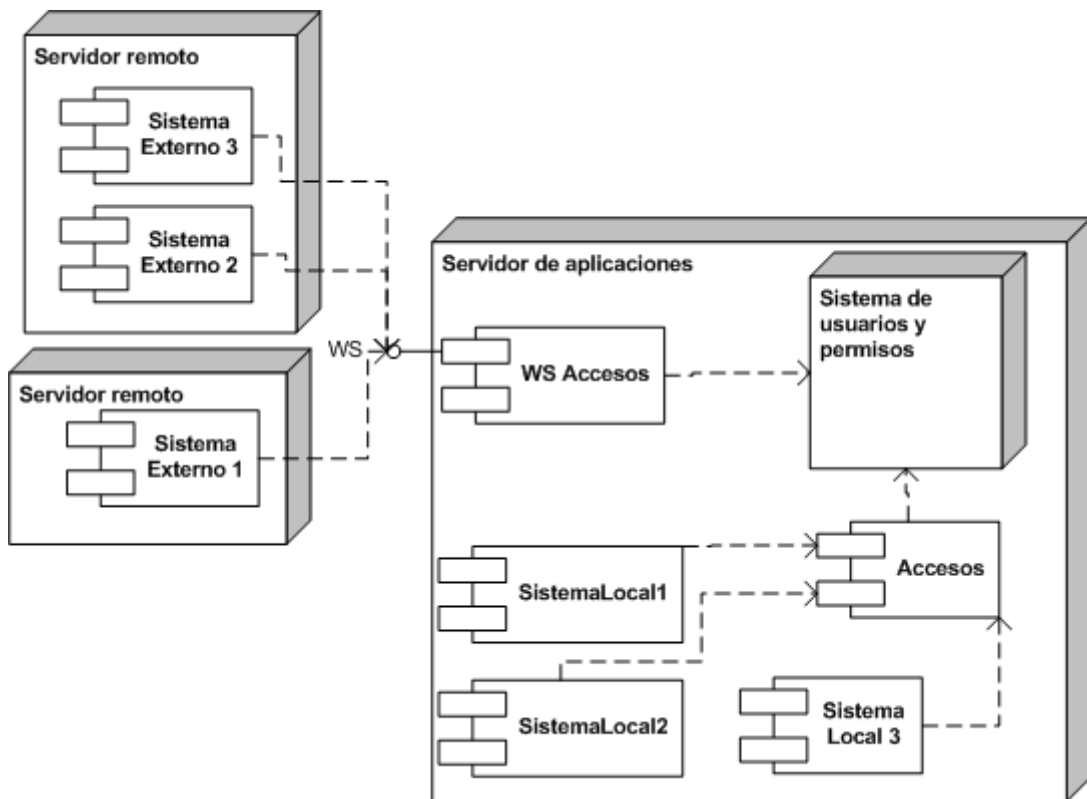 Servidor remoto
Sistema
Externo 3
Sistema
Externo 2
Servidor remoto
Sistema
Externo 1
WS
Servidor de aplicaciones
WS Accesos
Sistema de
usuarios y
permisos
SistemaLocal1
Accesos
SistemaLocal2
Sistema
Local 3